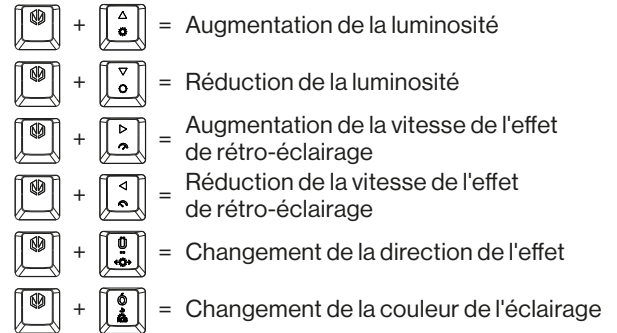 + = Augmentation de la luminosité
+ = Réduction de la luminosité
+ = Augmentation de la vitesse de l'effet
de rétro-éclairage
+ = Réduction de la vitesse de l'effet
de rétro-éclairage
+ = Changement de la direction de l'effet
+ = Changement de la couleur de l'éclairage